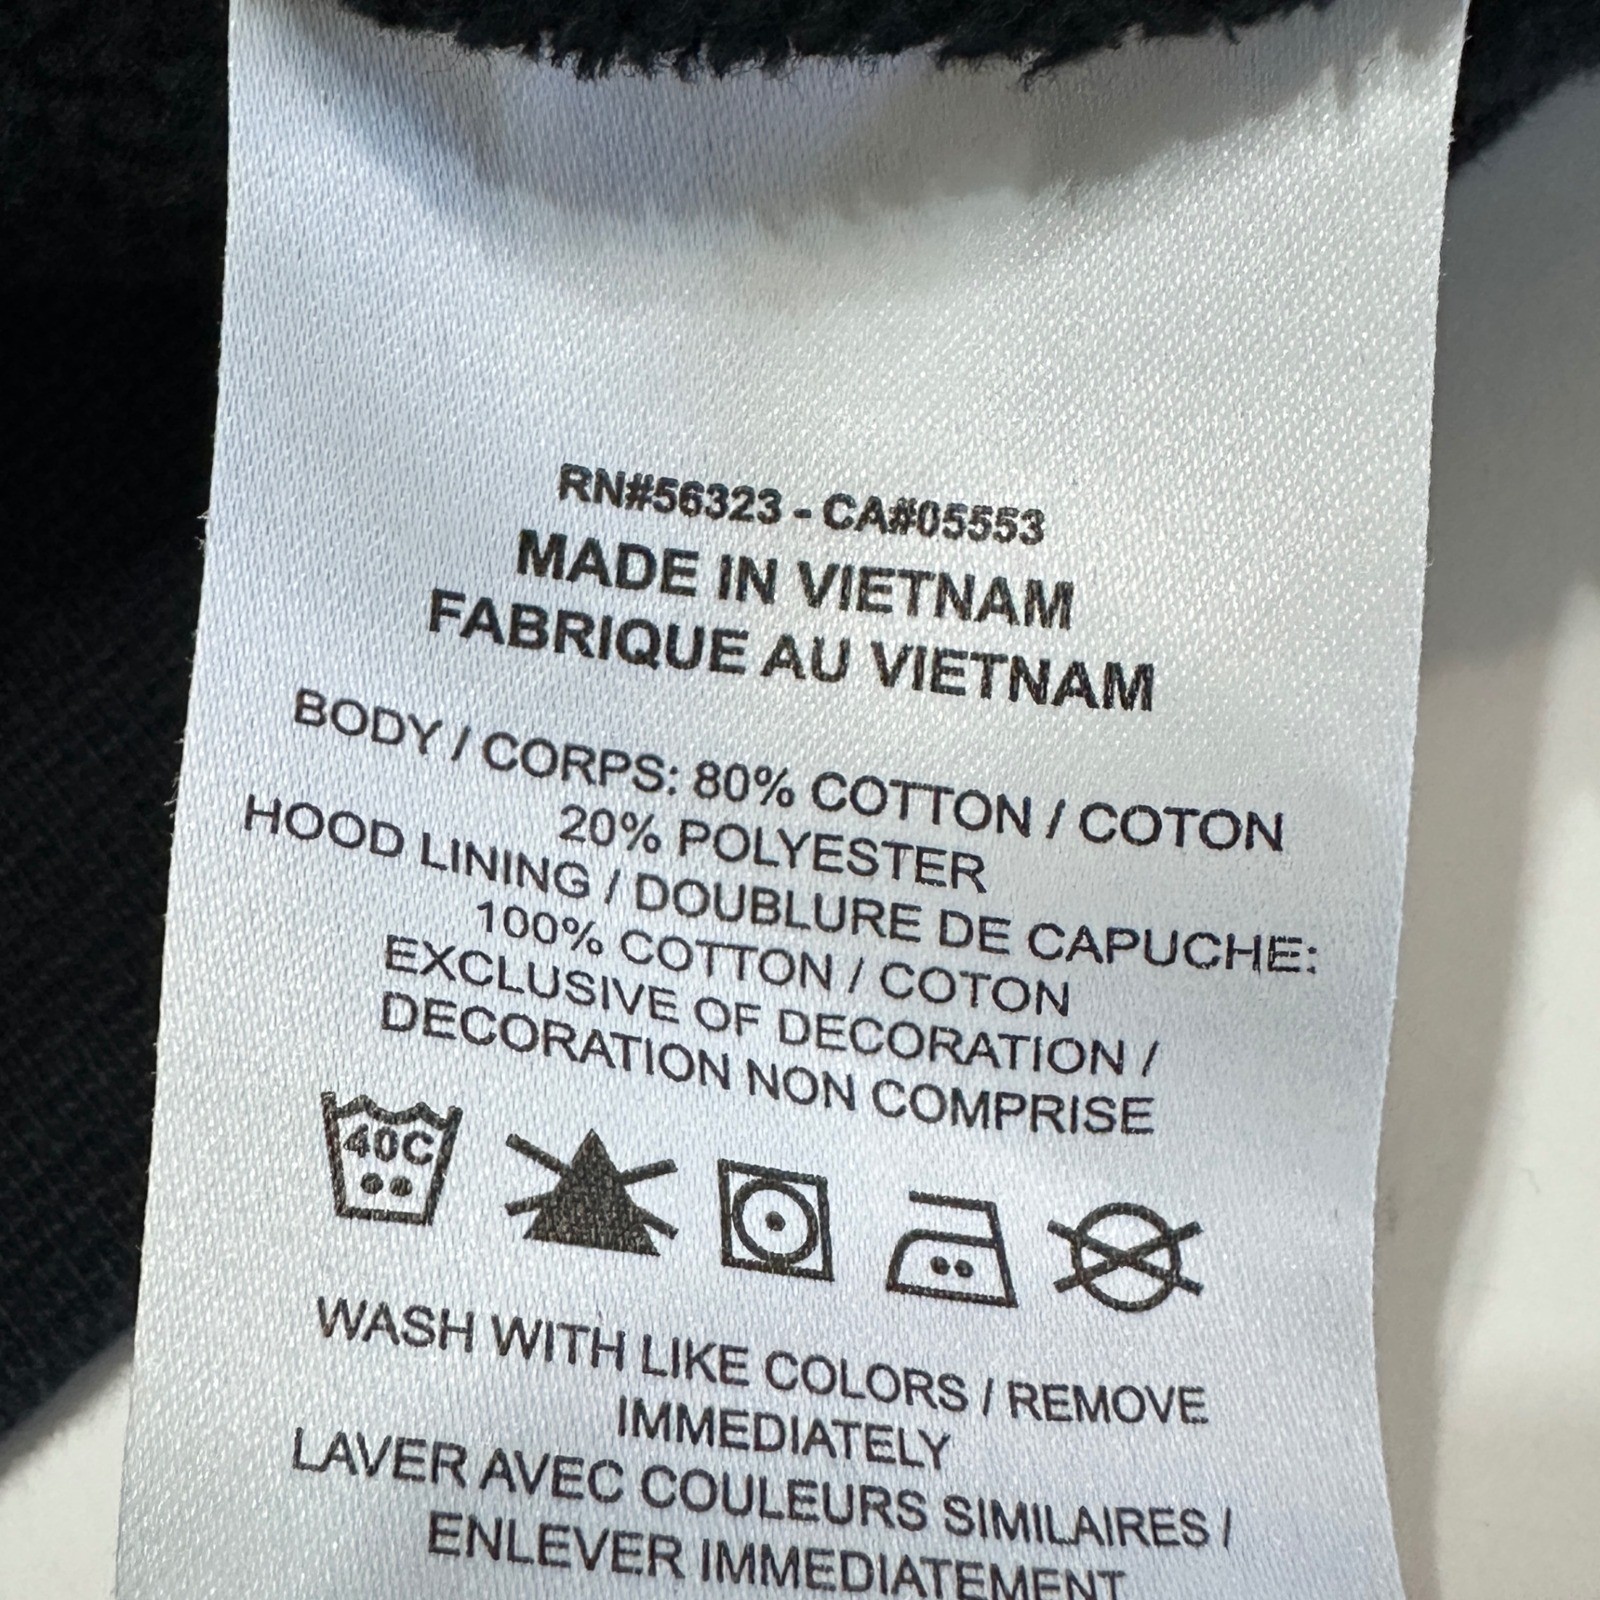 RN#56323 - CA#05553
MADE IN VIETNAM
FABRIQUE AU VIETNAM
BODY / CORPS: 80% COTTON / COTON
20% POLYESTER
HOOD LINING / DOUBLURE DE CAPUCHE:
100% COTTON / COTON
EXCLUSIVE OF DECORATION /
DECORATION NON COMPRISE
40C
WASH WITH LIKE COLORS / REMOVE
IMMEDIATELY
LAVER AVEC COULEURS SIMILAIRES /
ENLEVER IMMEDIATEMENT